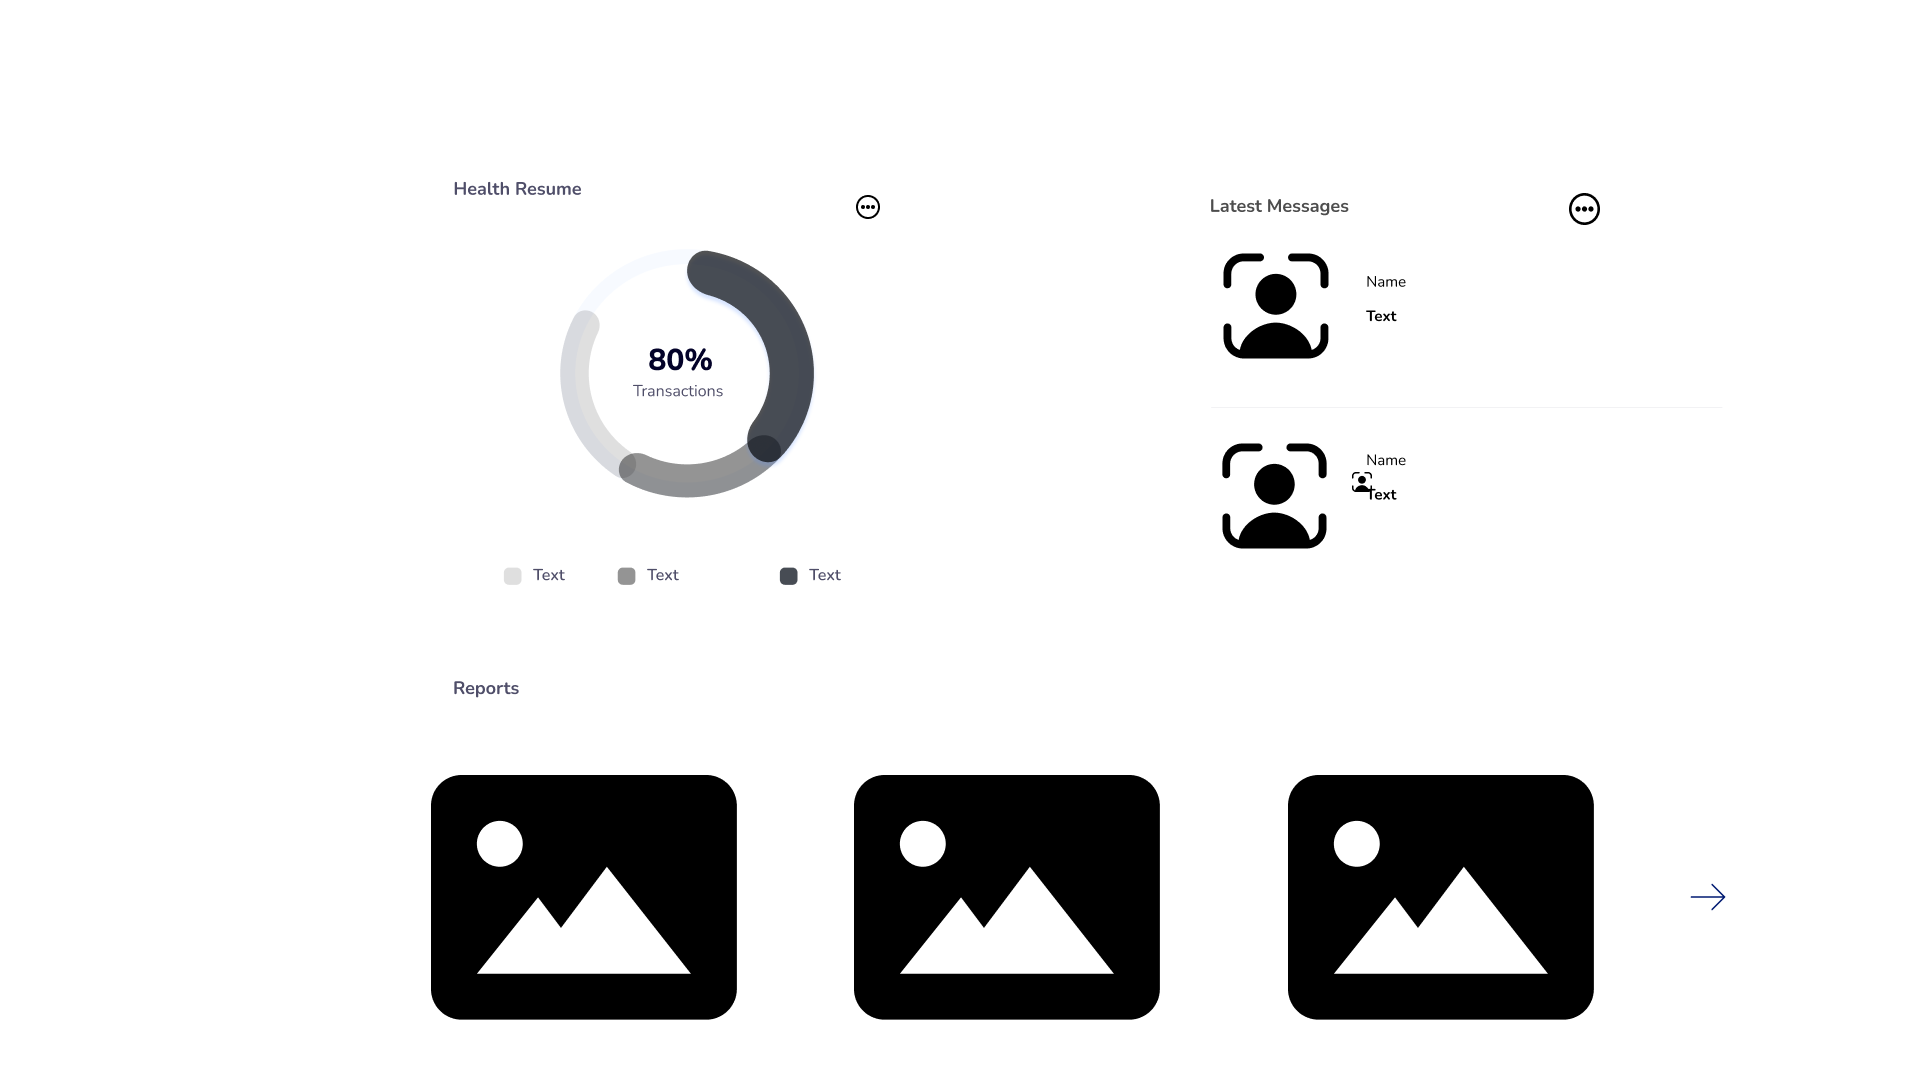 Health Resume
80%
Transactions
Text
Text
Text
Latest Messages
Name
Text
Name
Text
Reports